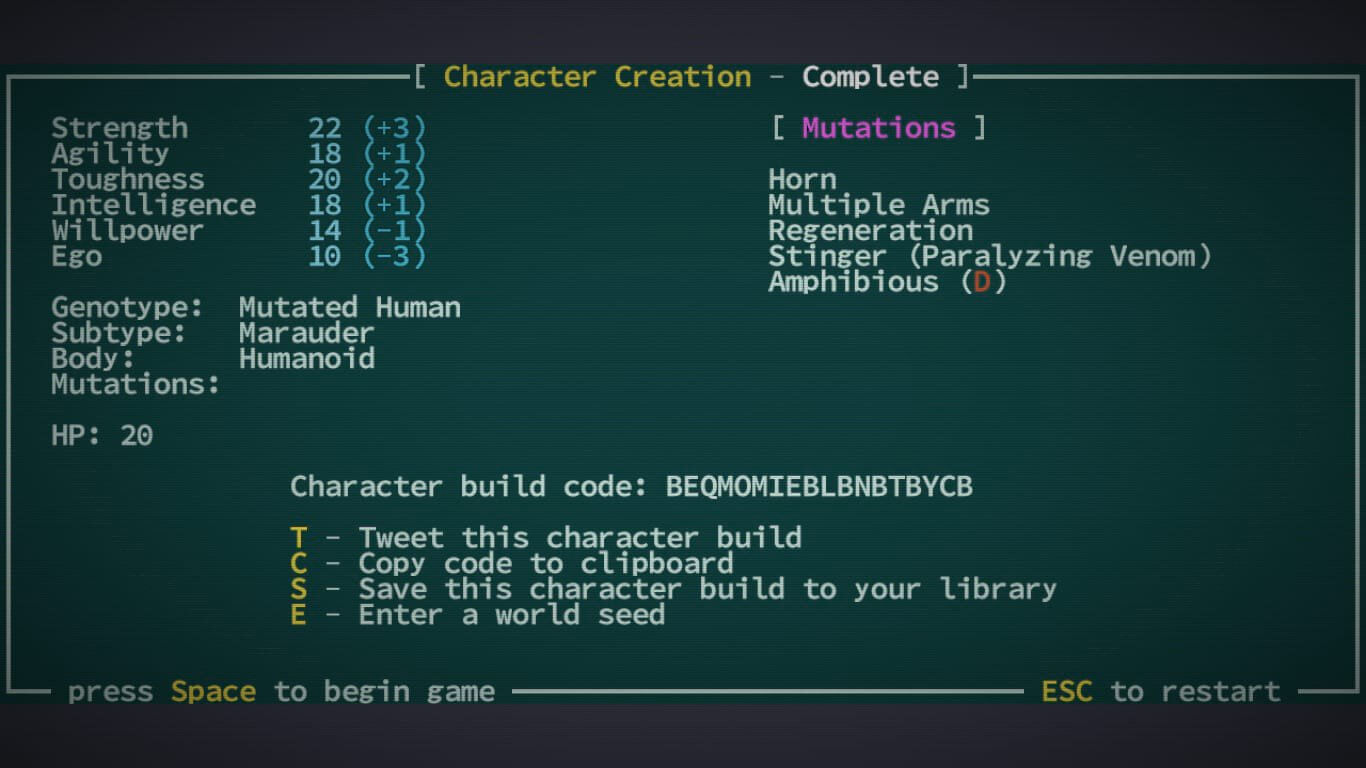 [ Character Creation - Complete ]
Strength 22 (+3)
Agility 18 (+1)
Toughness 20 (+2)
Intelligence 18 (+1)
Willpower 14 (-1)
Ego 10 (-3)
Genotype: Mutated Human
Subtype: Marauder
Body: Humanoid
Mutations:
HP: 20
[ Mutations ]
Horn
Multiple Arms
Regeneration
Stinger (Paralyzing Venom)
Amphibious (D)
Character build code: BEQMOMIEBLBNBTBYCB
T - Tweet this character build
C - Copy code to clipboard
S - Save this character build to your library
E - Enter a world seed
press Space to begin game
ESC to restart